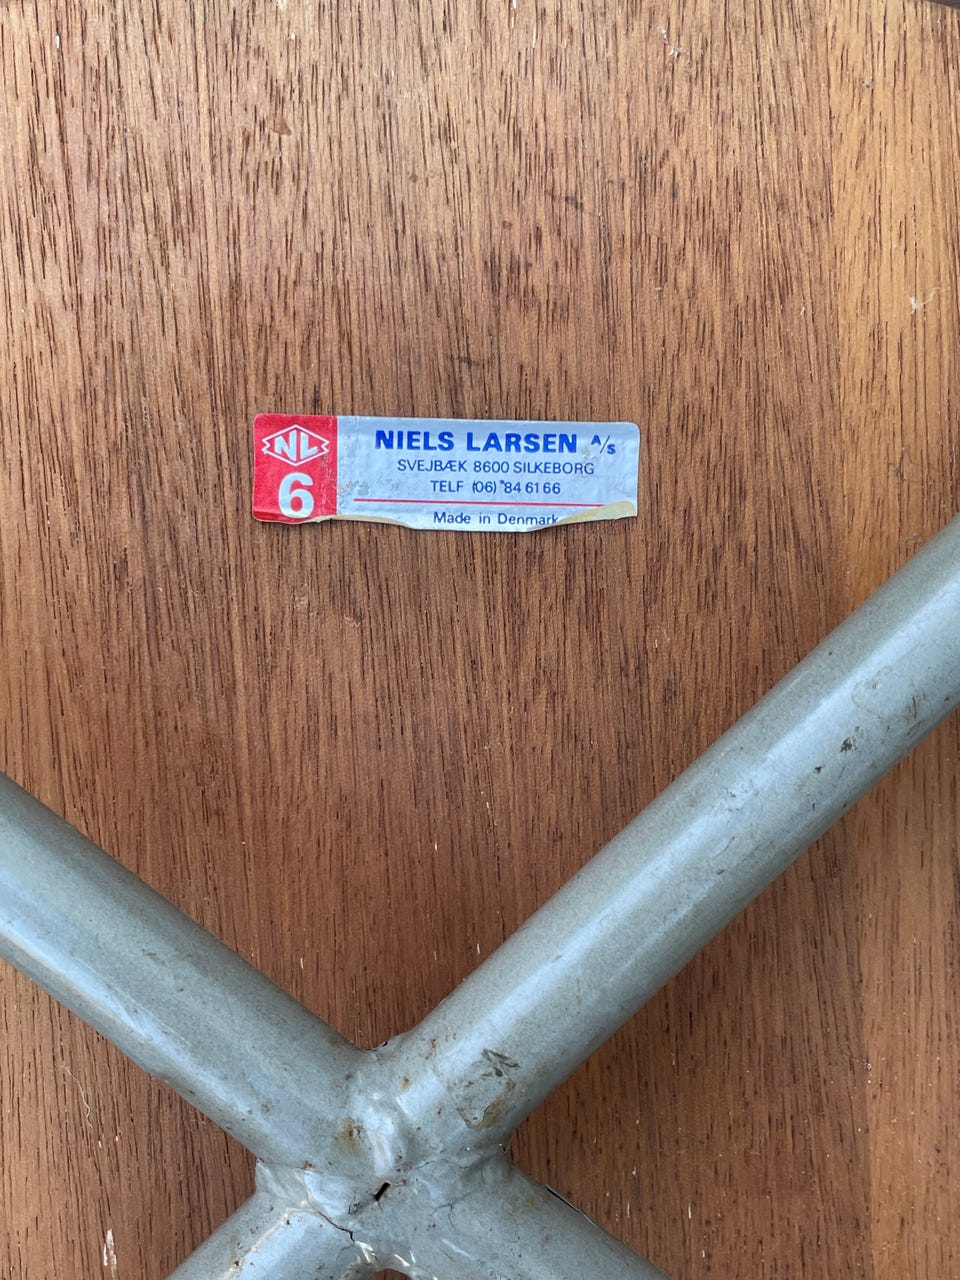 NL
6
NIELS LARSEN A/S
SVEJBÆK 8600 SILKEBORG
TELF (06) *84 61 66
Made in Denmark